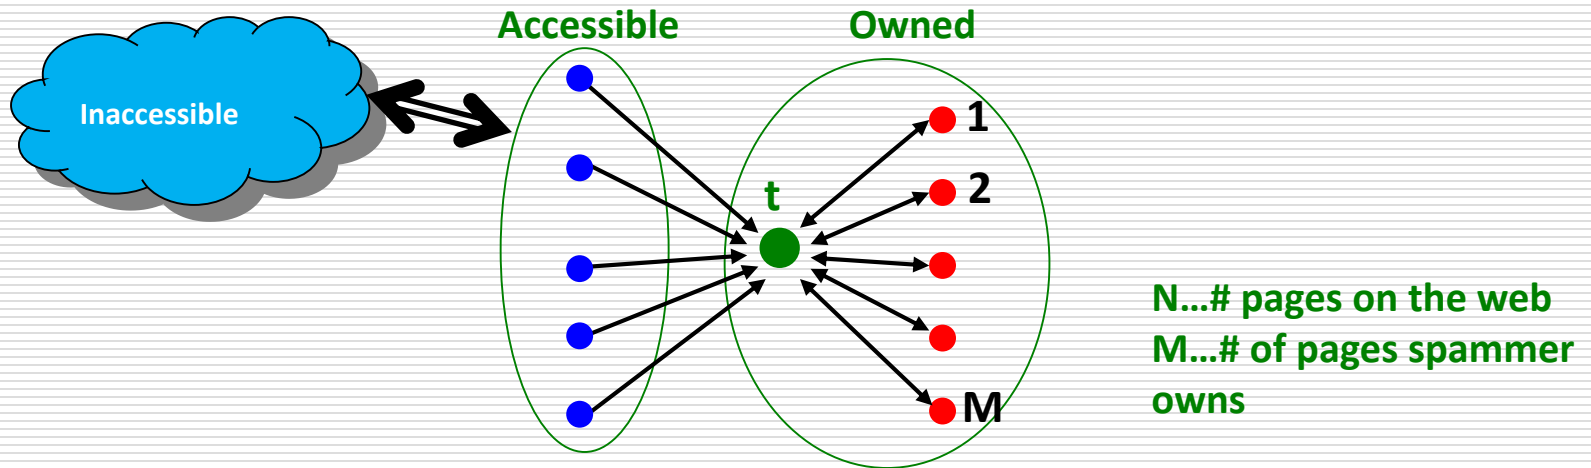 Accessible
Owned
Inaccessible
1
2
t
M
N...# pages on the web
M...# of pages spammer
owns